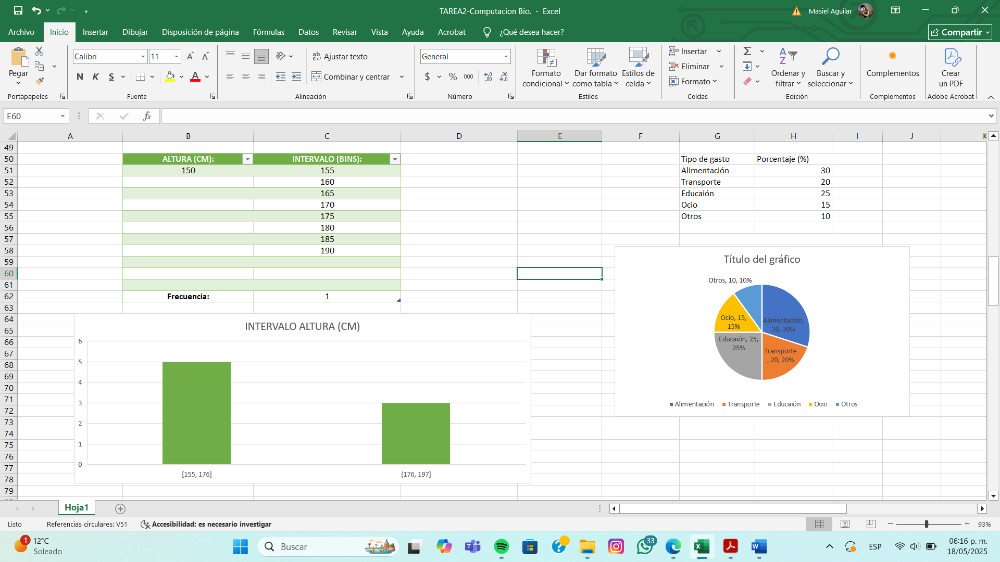 TAREA2-Computacion Bio. - Excel
Masiel Aguilar
Archivo Inicio Insertar Dibujar Disposición de página Fórmulas Datos Revisar Vista Ayuda Acrobat ¿Qué desea hacer? Compartir
Pegar
Portapapeles
Calibri 11
N K S A
Fuente
Ajustar texto
Combinar y centrar
Alineación
General
$ % 000
Número
Formato condicional
Dar formato como tabla
Estilos de celda
Estilos
Insertar
Eliminar
Formato
Celdas
Ordenar y filtrar
Buscar y seleccionar
Edición
Complementos
Complementos
Crear un PDF
Adobe Acrobat
E60 fx
A B C D E F G H I J K
49
50 ALTURA (CM): INTERVALO (BINS): Tipo de gasto Porcentaje (%)
51 150 155 Alimentación 30
52 160 Transporte 20
53 165 Educaión 25
54 170 Ocio 15
55 175 Otros 10
56 180
57 185
58 190
59
60
61
62 Frecuencia: 1
63
64
65
66
67
68
69
70
71
72
73
74
75
76
77
78
79
INTERVALO ALTURA (CM)
6
5
4
3
2
1
0
[155, 176] (176, 197]
Título del gráfico
Otros, 10, 10%
Ocio, 15,
15%
Alimentación,
30, 30%
Educaión, 25,
25%
Transporte
, 20, 20%
Alimentación Transporte Educaión Ocio Otros
Hoja1
Listo Referencias circulares: V51 Accesibilidad: es necesario investigar 93%
1
12°C
Soleado
Buscar
33
ESP
06:16 p. m.
18/05/2025